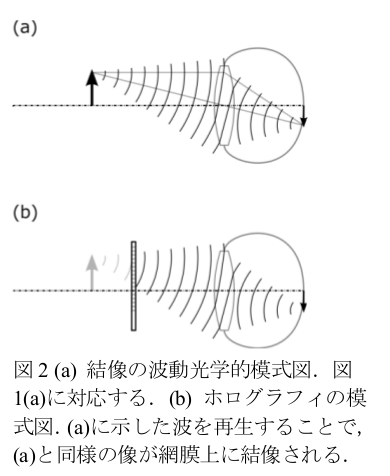 (a)
(b)
図2 (a) 結像の波動光学的模式図．図
1(a)に対応する．(b) ホログラフィの模
式図. (a)に示した波を再生することで,
(a)と同様の像が網膜上に結像される.